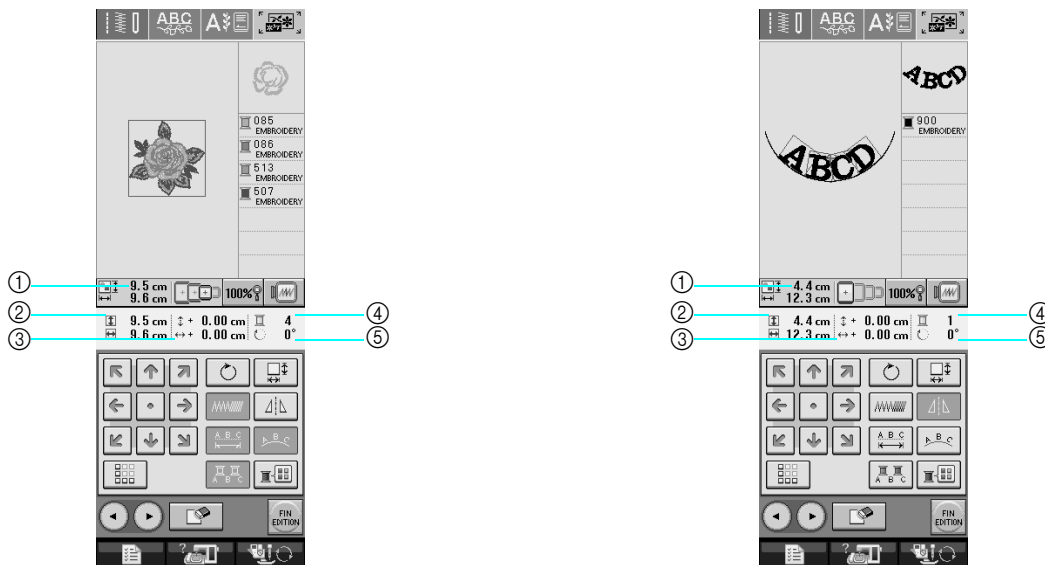 ABC
A
085
EMBROIDERY
086
EMBROIDERY
513
EMBROIDERY
507
EMBROIDERY
① 9.5 cm
9.6 cm
100%
② 9.5 cm + 0.00 cm 4 ④
③ 9.6 cm + 0.00 cm 0° ⑤
A B C
A B C
A B C
FIN
EDITION
?
ABC
A
ABCD
900
EMBROIDERY
ABCD
① 4.4 cm
12.3 cm
100%
② 4.4 cm + 0.00 cm 1 ④
③ 12.3 cm + 0.00 cm 0° ⑤
A B C
A B C
A B C
FIN
EDITION
?